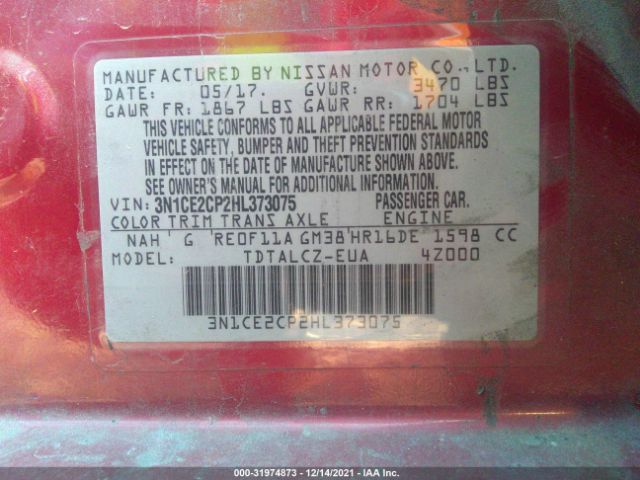 MANUFACTURED BY NISSAN MOTOR CO., LTD.
DATE: 05/17. GVWR: 3470 LBS
GAWR FR: 1867 LBS GAWR RR: 1704 LBS
THIS VEHICLE CONFORMS TO ALL APPLICABLE FEDERAL MOTOR
VEHICLE SAFETY, BUMPER AND THEFT PREVENTION STANDARDS
IN EFFECT ON THE DATE OF MANUFACTURE SHOWN ABOVE.
SEE OWNER'S MANUAL FOR ADDITIONAL INFORMATION.
VIN: 3N1CE2CP2HL373075 PASSENGER CAR.
COLOR TRIM TRANS AXLE ENGINE
NAH G RE0F11A GM38 HR16DE 1598 CC
MODEL: TDTALCZ-EUA 4Z000
3N1CE2CP2HL373075
000-31974873 - 12/14/2021 - IAA Inc.